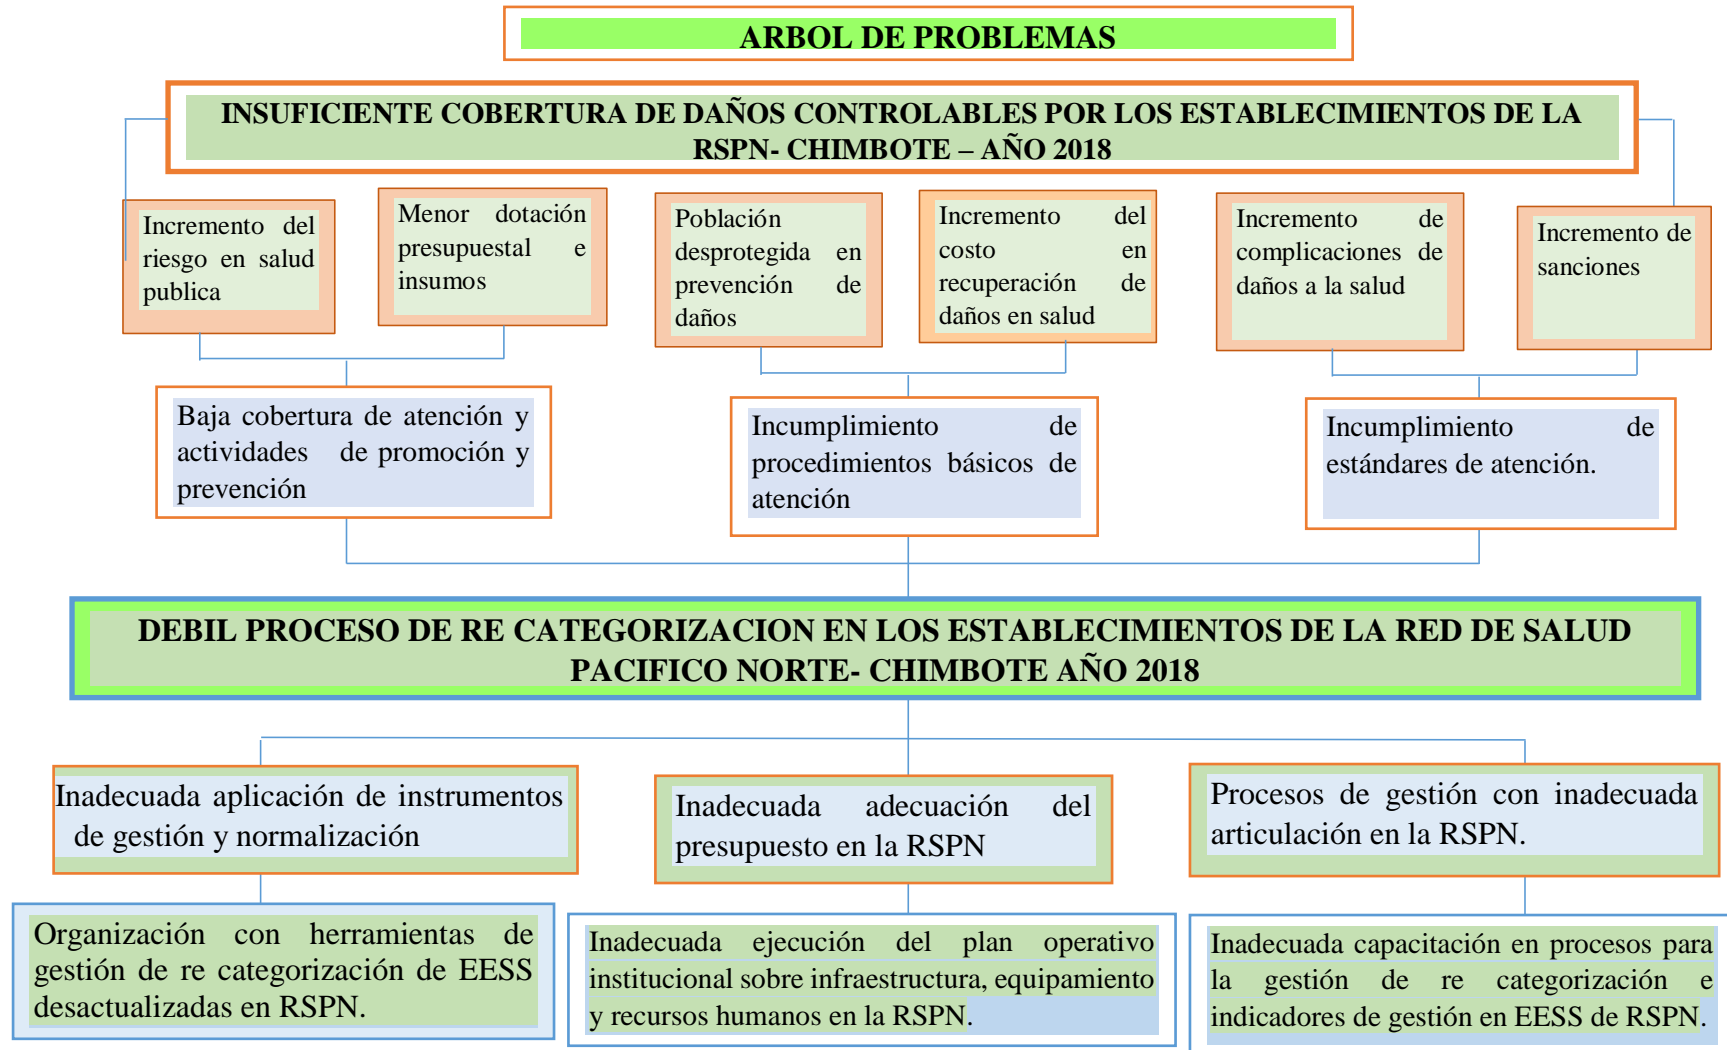 ARBOL DE PROBLEMAS
INSUFICIENTE COBERTURA DE DAÑOS CONTROLABLES POR LOS ESTABLECIMIENTOS DE LA
RSPN- CHIMBOTE – AÑO 2018
Incremento del
riesgo en salud
publica
Menor dotación
presupuestal e
insumos
Población
desprotegida en
prevención de
daños
Incremento del
costo en
recuperación de
daños en salud
Incremento de
complicaciones de
daños a la salud
Incremento de
sanciones
Baja cobertura de atención y
actividades de promoción y
prevención
Incumplimiento de
procedimientos básicos de
atención
Incumplimiento de
estándares de atención.
DEBIL PROCESO DE RE CATEGORIZACION EN LOS ESTABLECIMIENTOS DE LA RED DE SALUD
PACIFICO NORTE- CHIMBOTE AÑO 2018
Inadecuada aplicación de instrumentos
de gestión y normalización
Inadecuada adecuación del
presupuesto en la RSPN
Procesos de gestión con inadecuada
articulación en la RSPN.
Organización con herramientas de
gestión de re categorización de EESS
desactualizadas en RSPN.
Inadecuada ejecución del plan operativo
institucional sobre infraestructura, equipamiento
y recursos humanos en la RSPN.
Inadecuada capacitación en procesos para
la gestión de re categorización e
indicadores de gestión en EESS de RSPN.